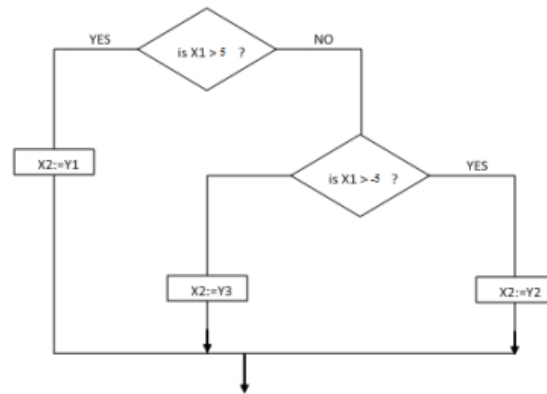 YES
NO
is X1 > 5 ?
X2:=Y1
YES
is X1 > -5 ?
X2:=Y3
X2:=Y2